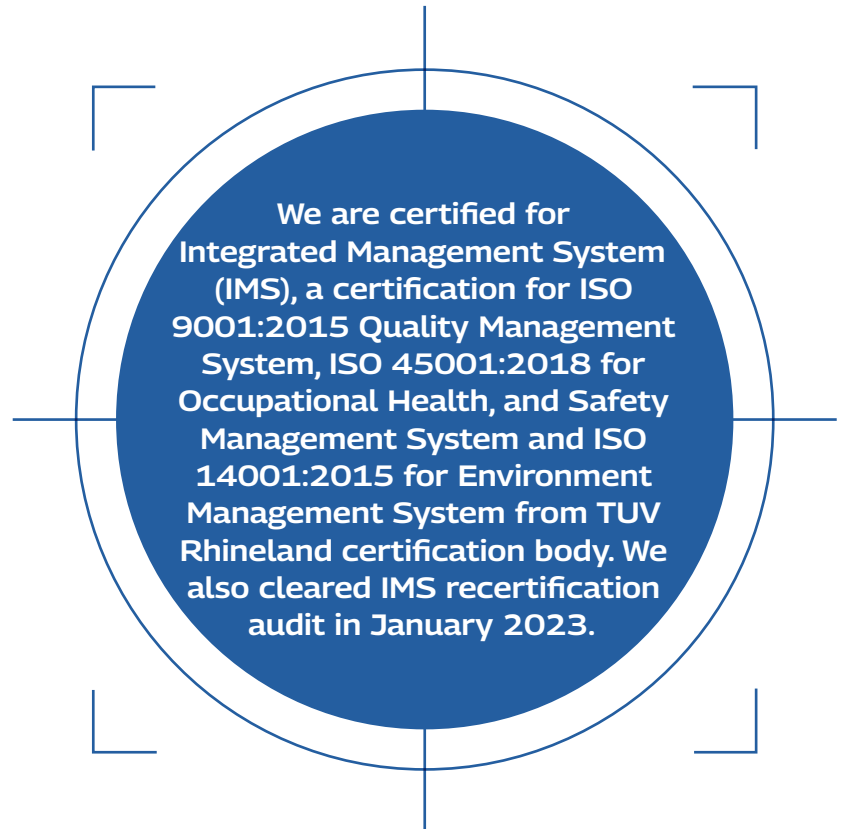 We are certified for
Integrated Management System
(IMS), a certification for ISO
9001:2015 Quality Management
System, ISO 45001:2018 for
Occupational Health, and Safety
Management System and ISO
14001:2015 for Environment
Management System from TUV
Rhineland certification body. We
also cleared IMS recertification
audit in January 2023.